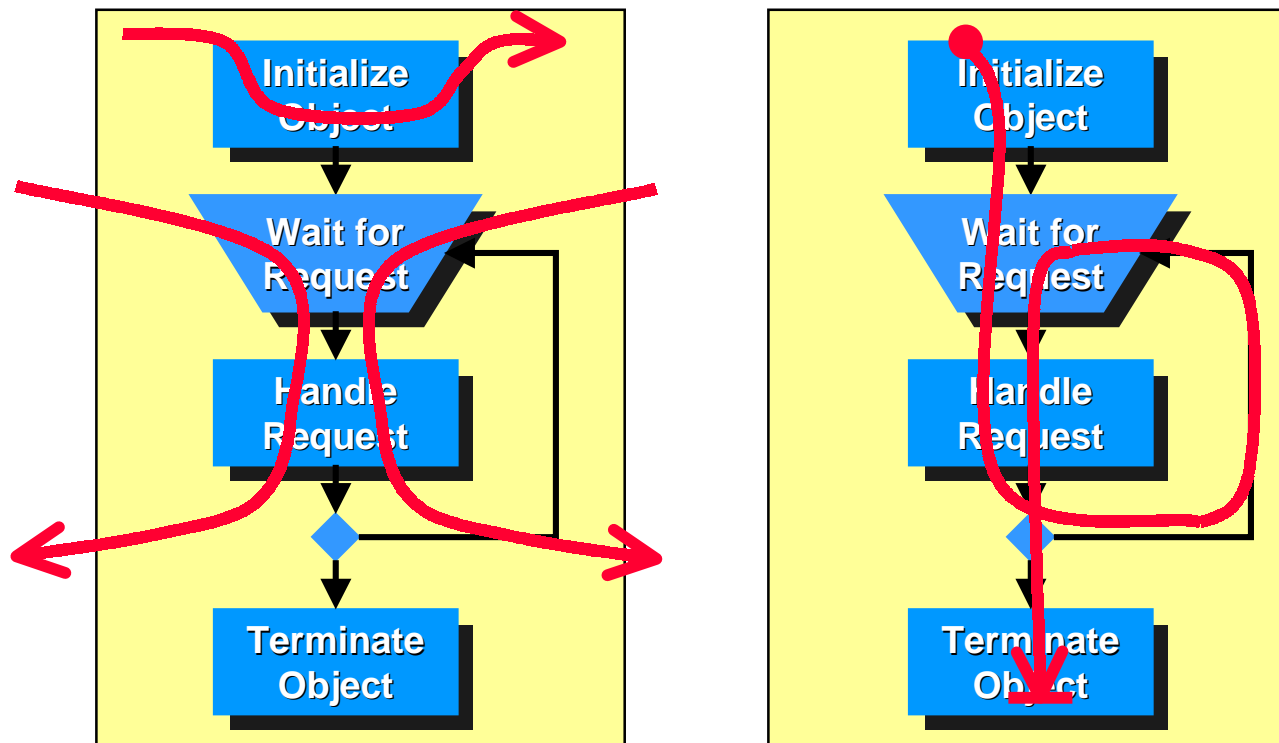 Initialize
Object
Wait for
Request
Handle
Request
Terminate
Object
Initialize
Object
Wait for
Request
Handle
Request
Terminate
Object